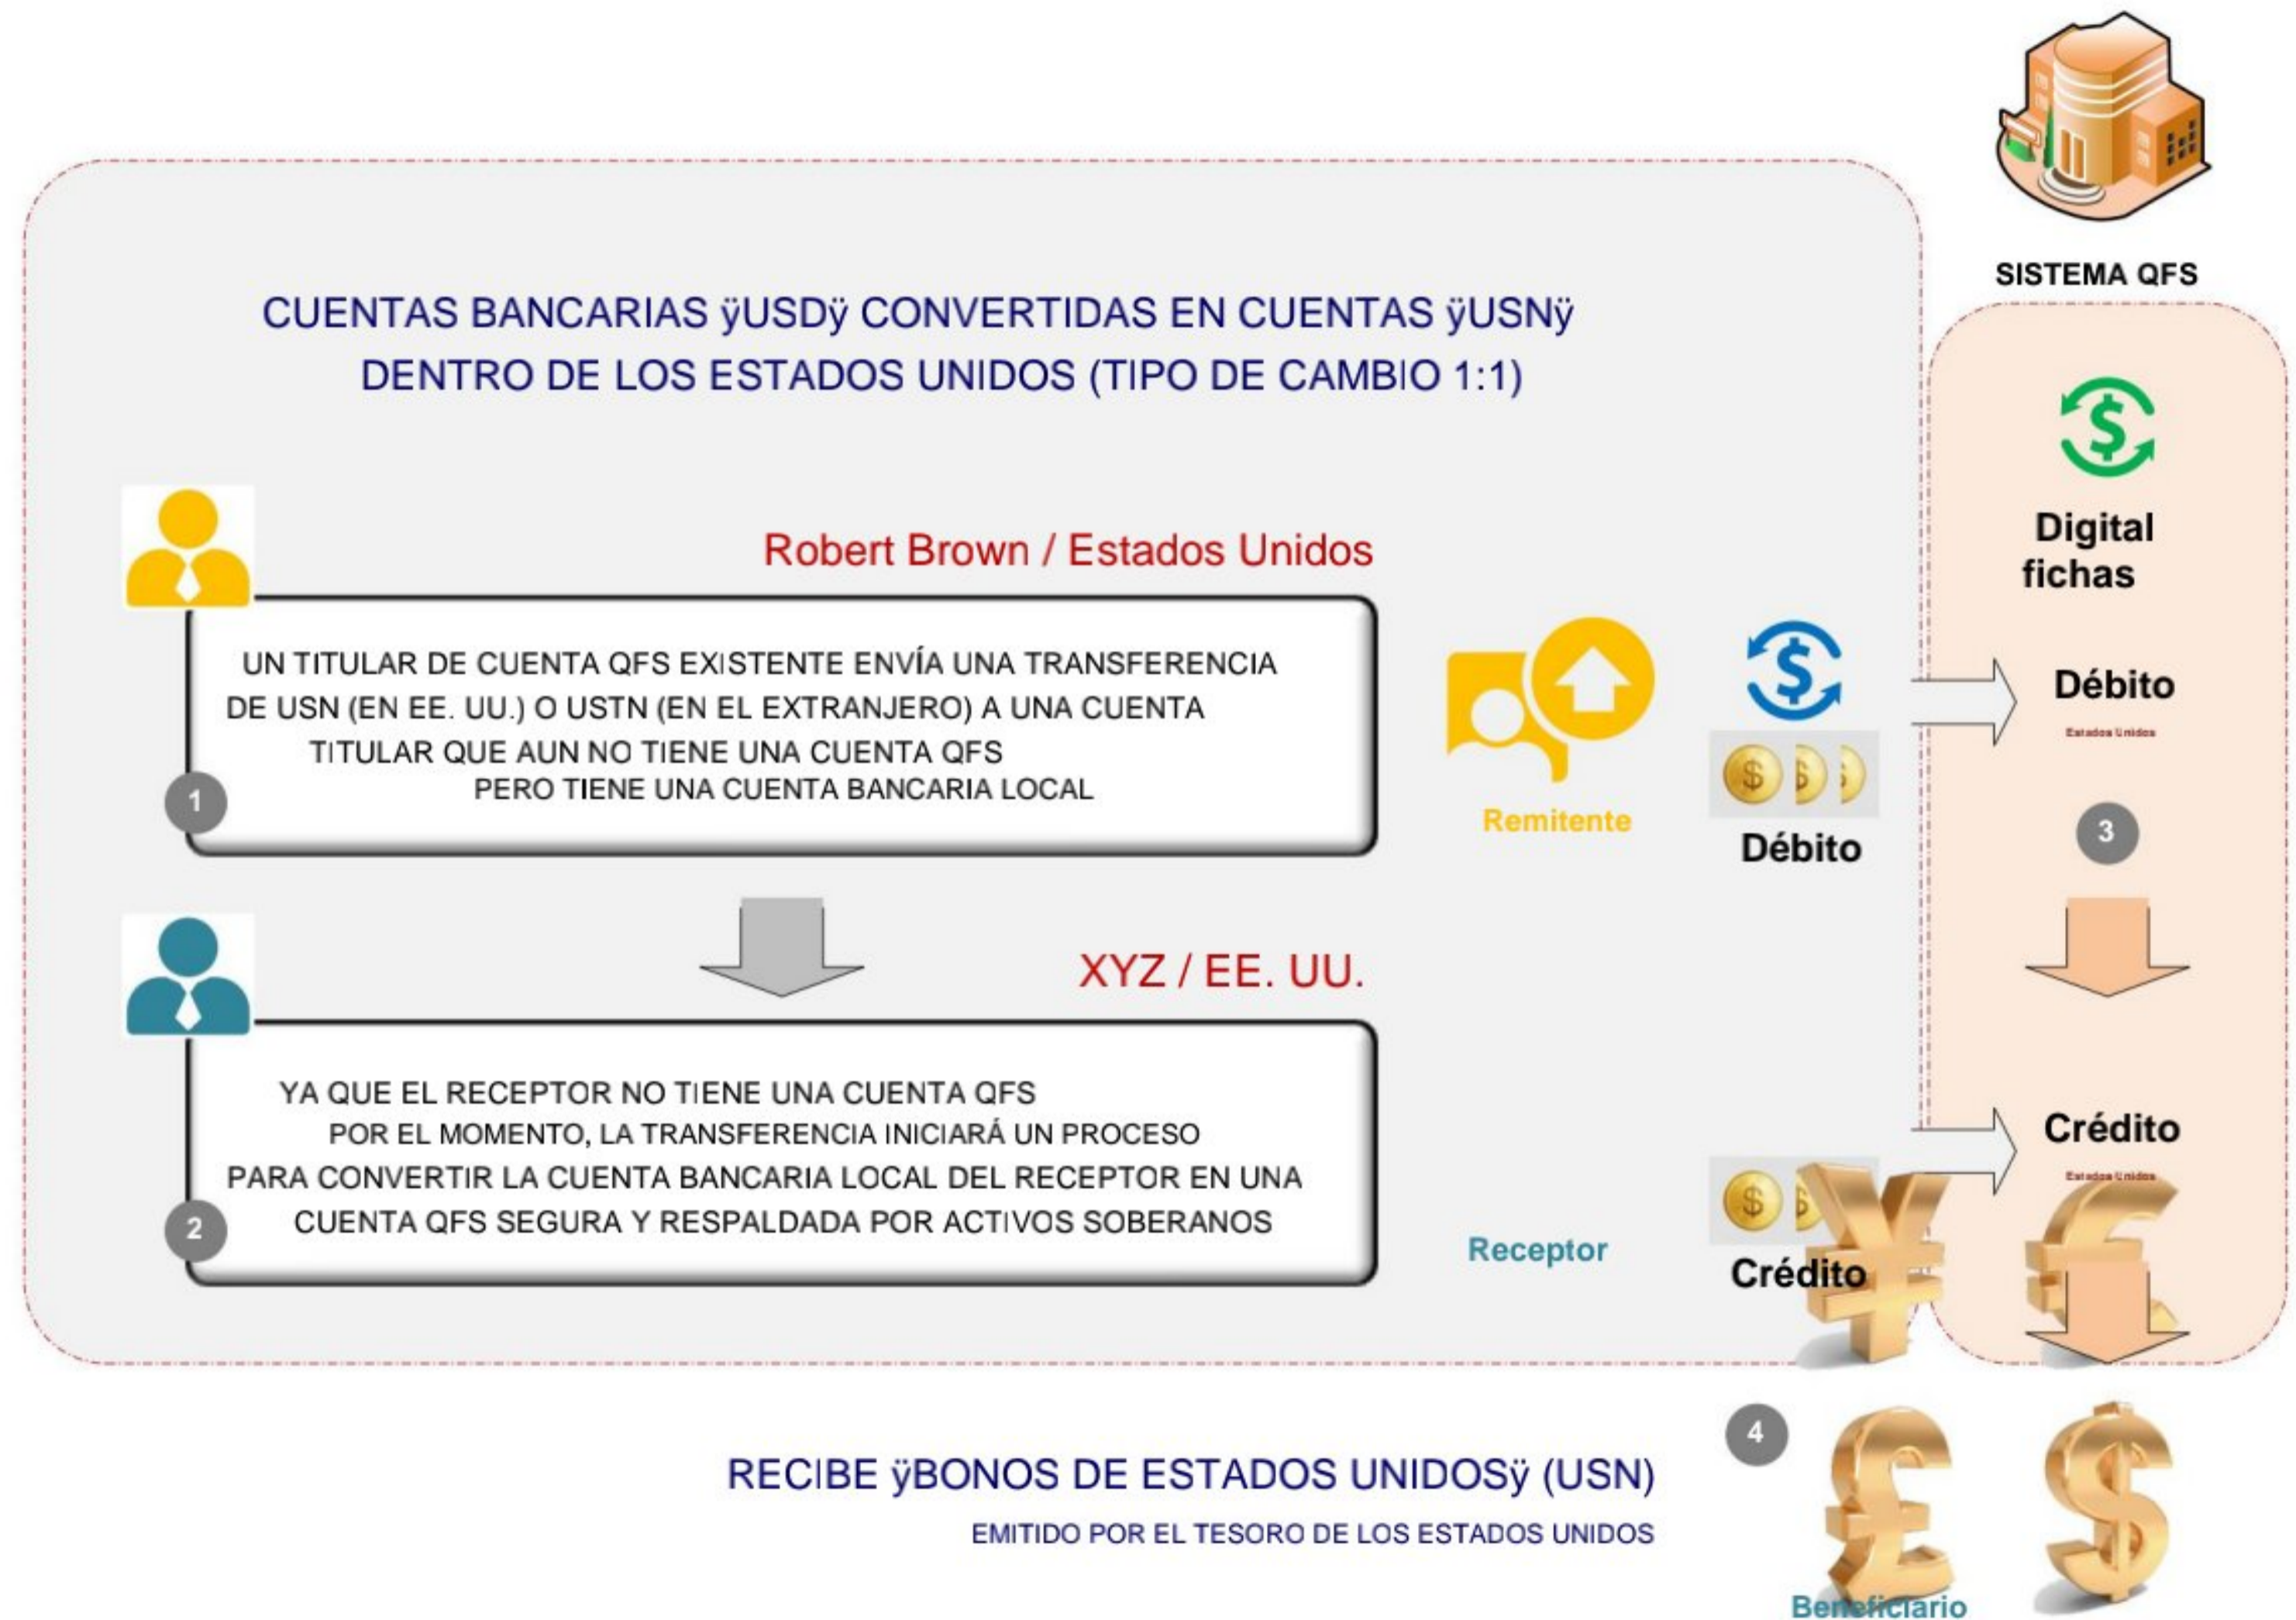 SISTEMA QFS
CUENTAS BANCARIAS ÿUSDÿ CONVERTIDAS EN CUENTAS ÿUSNÿ
DENTRO DE LOS ESTADOS UNIDOS (TIPO DE CAMBIO 1:1)
Digital
fichas
Robert Brown / Estados Unidos
UN TITULAR DE CUENTA QFS EXISTENTE ENVÍA UNA TRANSFERENCIA
DE USN (EN EE. UU.) O USTN (EN EL EXTRANJERO) A UNA CUENTA
TITULAR QUE AUN NO TIENE UNA CUENTA QFS
PERO TIENE UNA CUENTA BANCARIA LOCAL
1
Remitente
Débito
Débito
Estados Unidos
3
XYZ / EE. UU.
YA QUE EL RECEPTOR NO TIENE UNA CUENTA QFS
POR EL MOMENTO, LA TRANSFERENCIA INICIARÁ UN PROCESO
PARA CONVERTIR LA CUENTA BANCARIA LOCAL DEL RECEPTOR EN UNA
CUENTA QFS SEGURA Y RESPALDADA POR ACTIVOS SOBERANOS
2
Receptor
Crédito
Crédito
Estados Unidos
4
RECIBE ÿBONOS DE ESTADOS UNIDOSÿ (USN)
EMITIDO POR EL TESORO DE LOS ESTADOS UNIDOS
Beneficiario